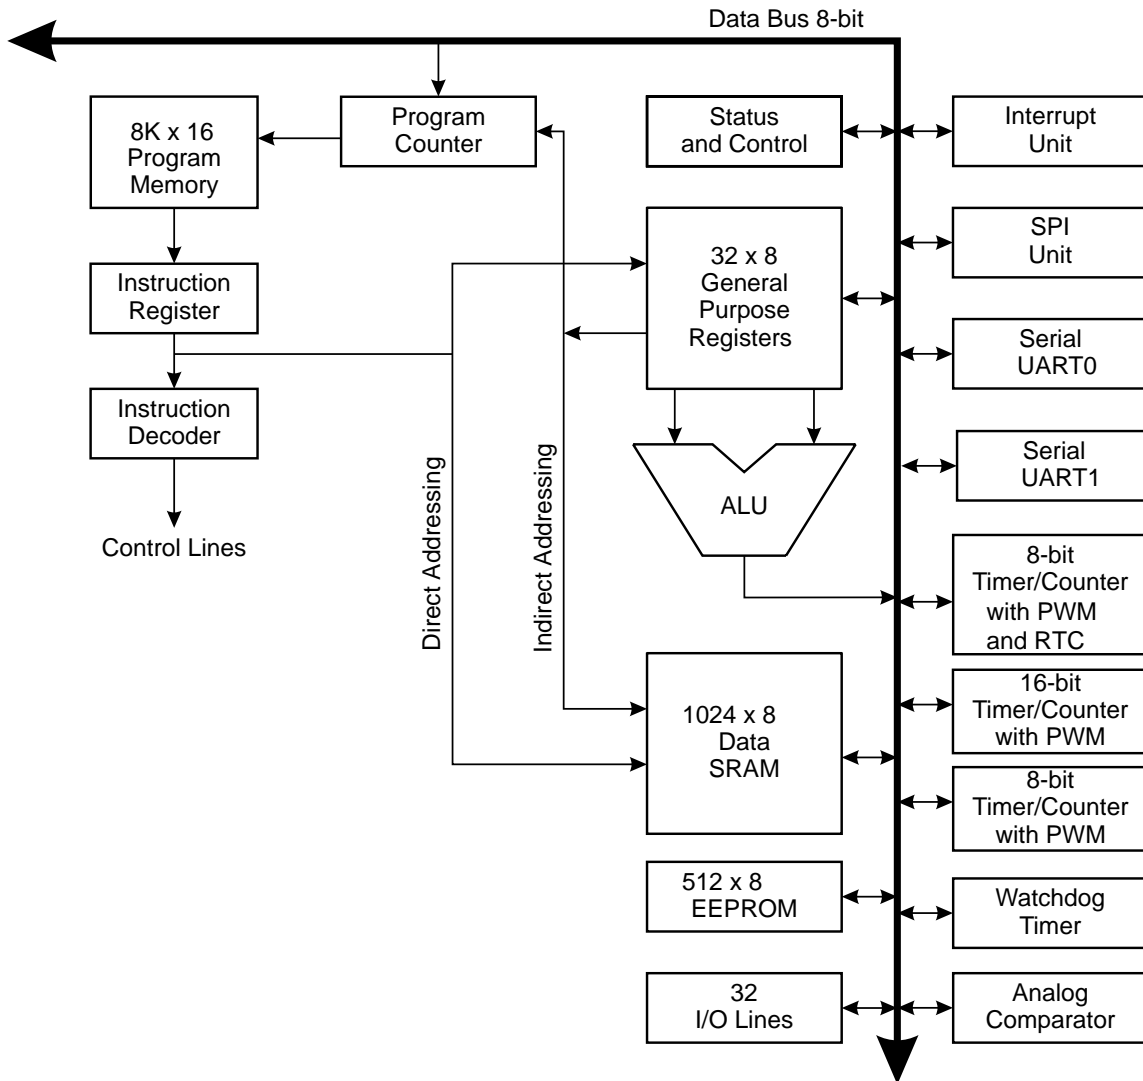 Data Bus 8-bit
8K x 16
Program
Memory
Program
Counter
Status
and Control
Interrupt
Unit
32 x 8
General
Purpose
Registers
SPI
Unit
Instruction
Register
Serial
UART0
Instruction
Decoder
Serial
UART1
ALU
Control Lines
Direct Addressing
Indirect Addressing
8-bit
Timer/Counter
with PWM
and RTC
1024 x 8
Data
SRAM
16-bit
Timer/Counter
with PWM
8-bit
Timer/Counter
with PWM
512 x 8
EEPROM
Watchdog
Timer
32
I/O Lines
Analog
Comparator